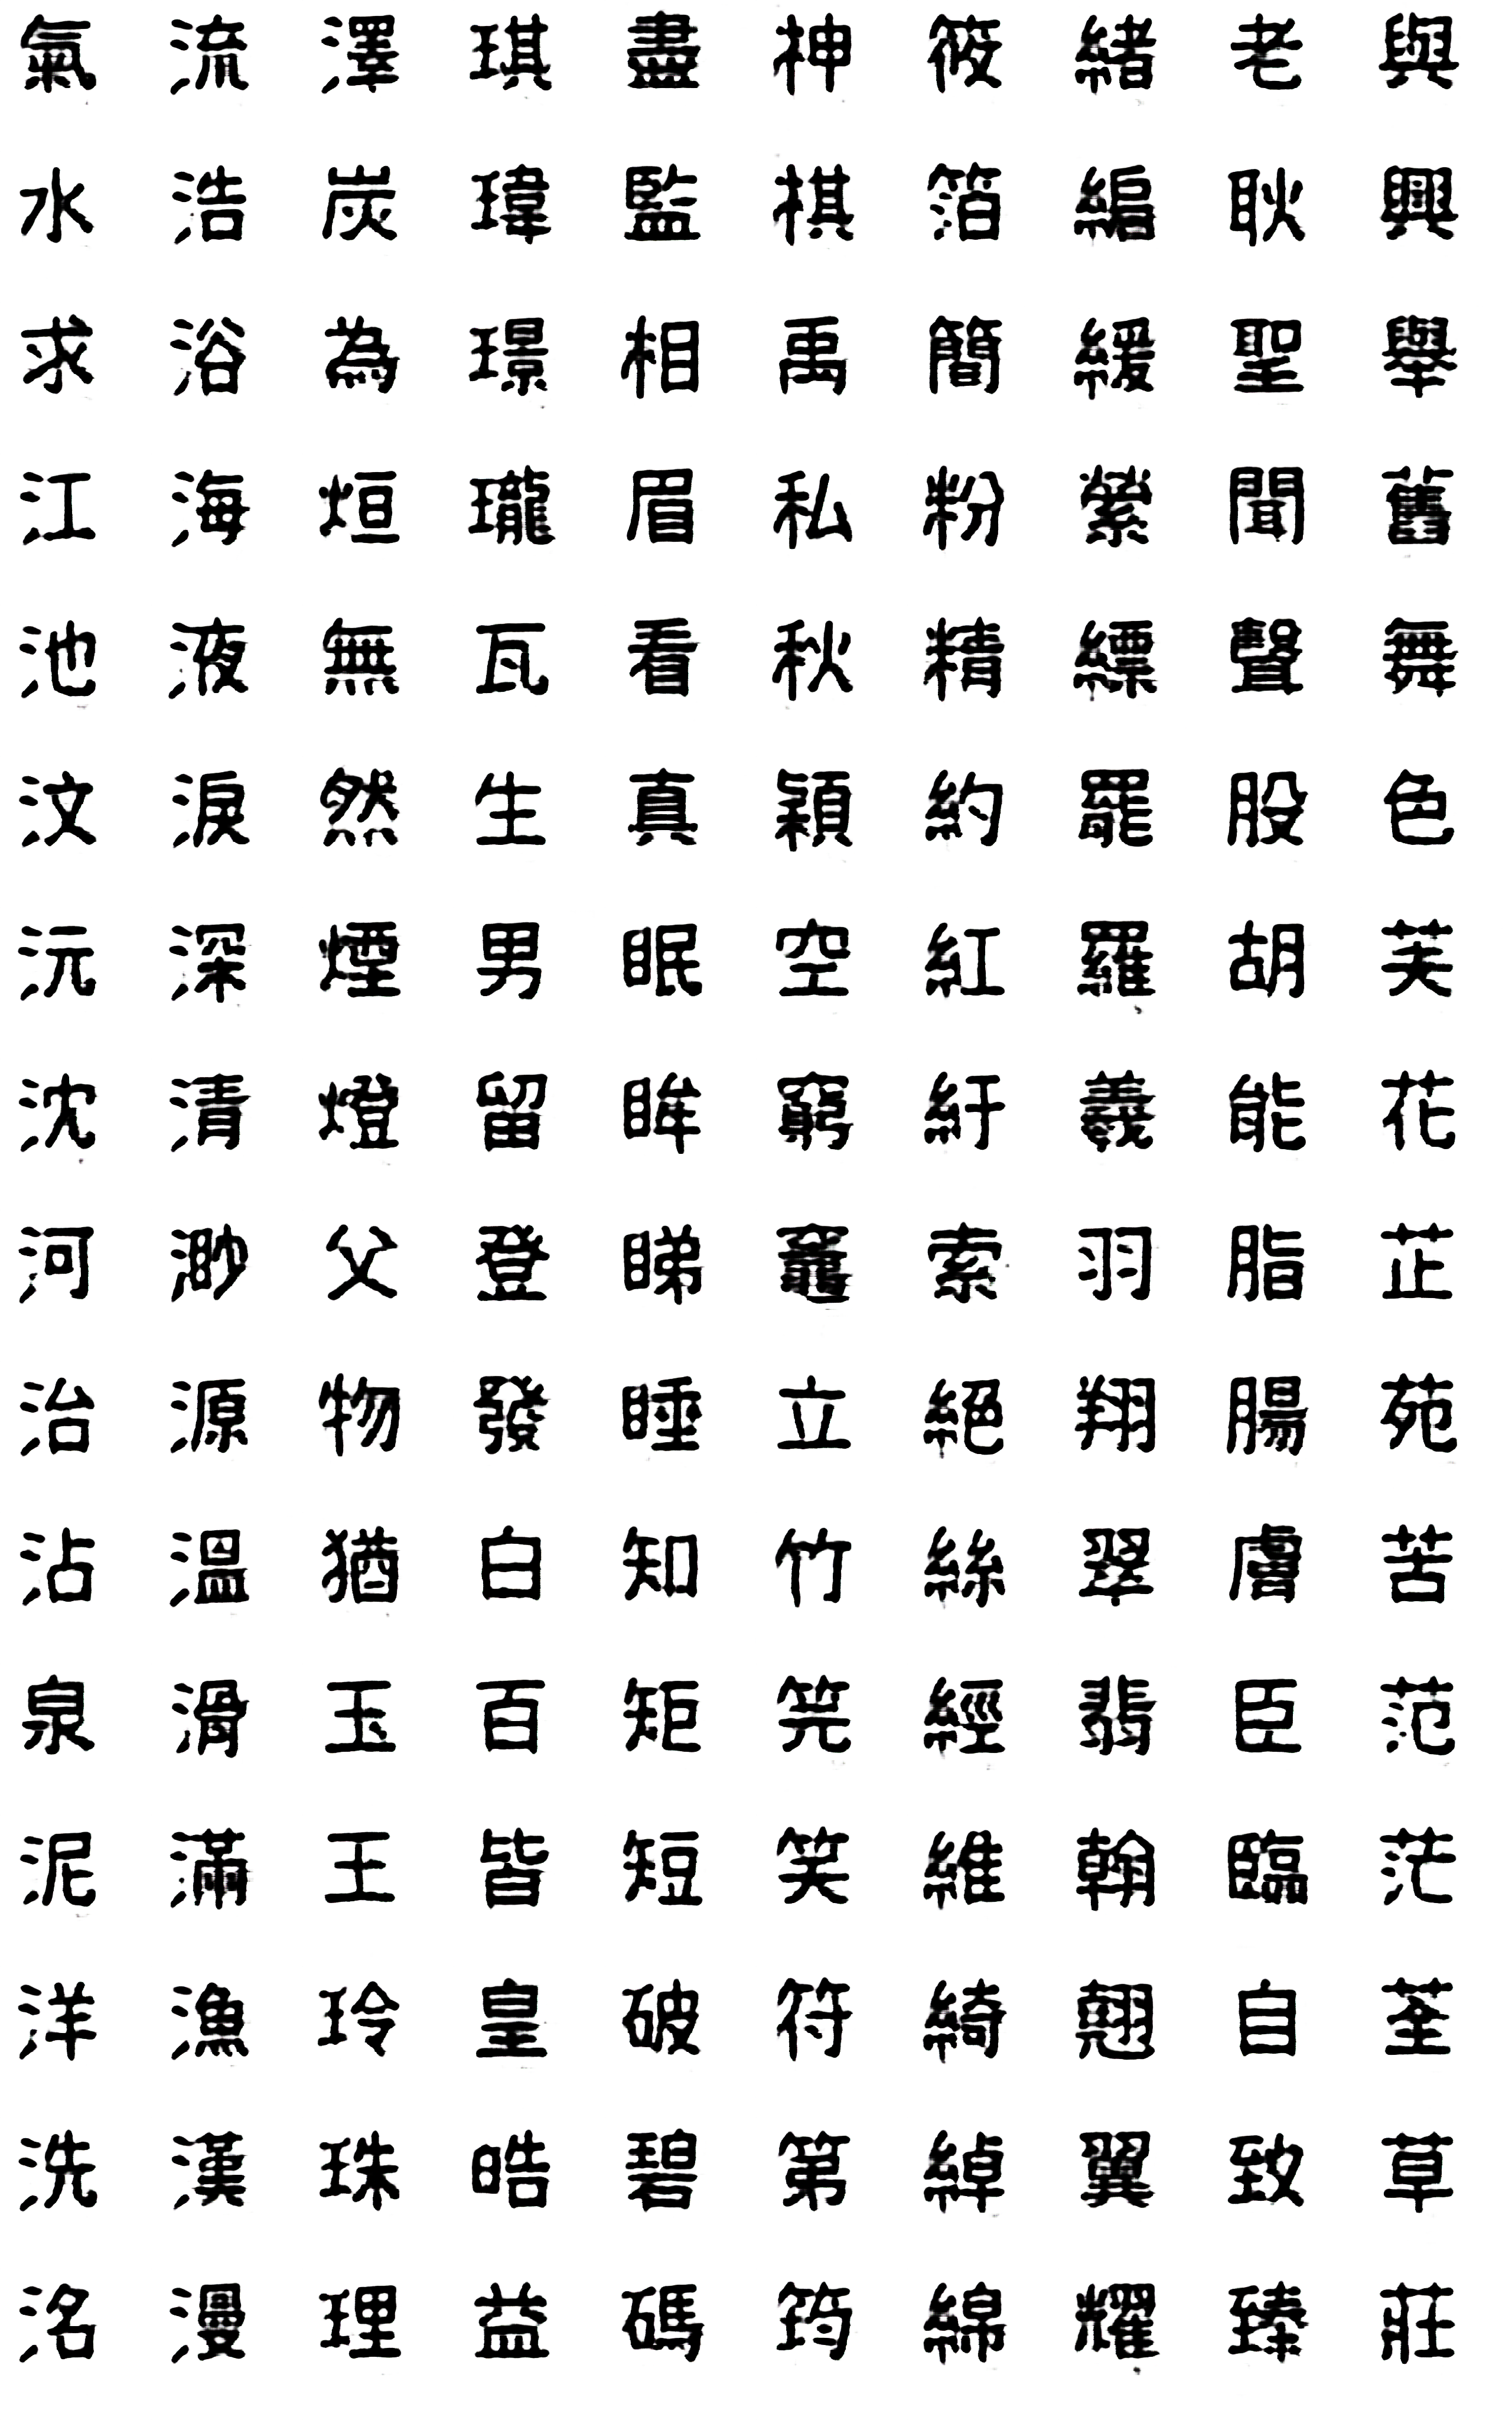 氣流澤琪盡神筱緒老與
水浩炭瑋監棋箔編耿興
求浴為璟相禹簡緩聖舉
江海烜瓏眉私粉縈聞舊
池液無瓦看秋精縹聲舞
汶淚然生真穎約罷股色
沅深煙男眠空紅羅胡芙
沈清燈留眸窮紆羲能花
河渺父登睇竈索羽脂芷
治源物發睡立絕翔腸苑
沾溫猶白知竹絲翠膚苦
泉滑玉百矩筦經翡臣范
泥滿王皆短笑維翰臨茫
洋漁玲皇破符綺翹自荃
洗漢珠皓碧第綽翼致草
洺漫理益碼筠綿耀臻莊